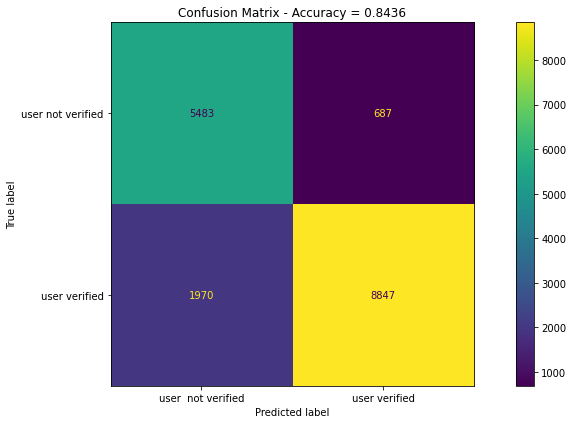 Confusion Matrix - Accuracy = 0.8436
True label
user not verified
user verified
5483
687
1970
8847
user  not verified
user verified
Predicted label
8000
7000
6000
5000
4000
3000
2000
1000